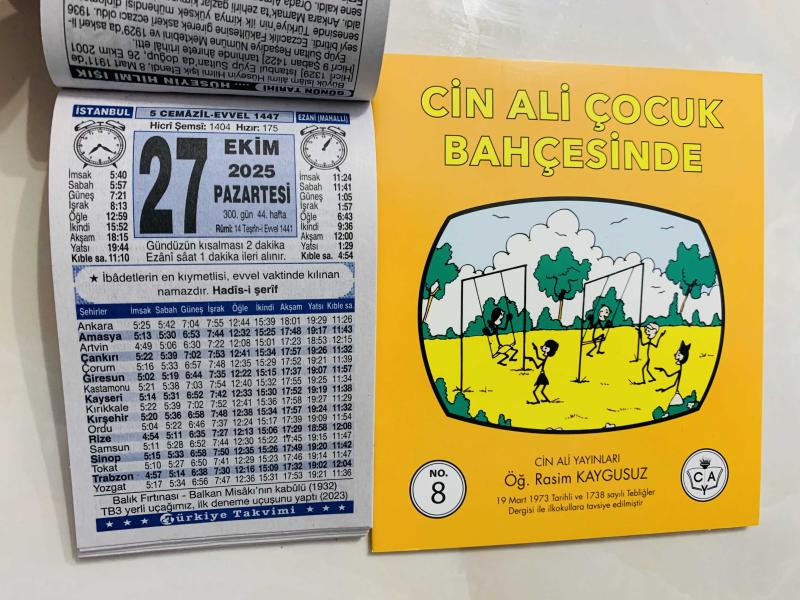 GÜNÜN TARİHİ
HÜSEYİN HİLMİ IŞIK
İSTANBUL
5 CEMÂZİL-EVVEL 1447
EZÂNÎ (MAHALLÎ)
Hicrî Şemsî: 1404 Hızır: 175
27
EKİM
2025
PAZARTESİ
300. gün 44. hafta
Rûmî: 14 Teşrîn-i Evvel 1441
İmsak 5:40
Sabah 5:57
Güneş 7:21
İşrak 8:13
Öğle 12:59
İkindi 15:52
Akşam 18:15
Yatsı 19:44
Kıble sa. 11:10
İmsak 11:24
Sabah 11:41
Güneş 1:05
İşrak 1:57
Öğle 6:43
İkindi 9:36
Akşam 12:00
Yatsı 1:29
Kıble sa. 4:54
Gündüzün kısalması 2 dakika
Ezânî sâat 1 dakika ileri alınır.
★ İbâdetlerin en kıymetlisi, evvel vaktinde kılınan
namazdır. Hadîs-i şerîf
Şehirler İmsak Sabah Güneş İşrak Öğle İkindi Akşam Yatsı Kıble sa
Ankara 5:25 5:42 7:04 7:55 12:44 15:39 18:01 19:29 11:26
Amasya 5:13 5:30 6:53 7:44 12:32 15:25 17:48 19:17 11:43
Artvin 4:49 5:06 6:30 7:22 12:08 15:01 17:23 18:53 12:15
Çankırı 5:22 5:39 7:02 7:53 12:41 15:34 17:57 19:26 11:32
Çorum 5:16 5:33 6:57 7:48 12:35 15:29 17:52 19:21 11:39
Giresun 5:02 5:19 6:44 7:35 12:22 15:15 17:37 19:07 11:57
Kastamonu 5:21 5:38 7:03 7:54 12:40 15:32 17:55 19:25 11:34
Kayseri 5:14 5:31 6:52 7:42 12:33 15:30 17:52 19:19 11:38
Kırıkkale 5:22 5:39 7:02 7:52 12:41 15:36 17:58 19:27 11:29
Kırşehir 5:20 5:36 6:58 7:48 12:38 15:34 17:57 19:24 11:32
Ordu 5:04 5:22 6:46 7:37 12:24 15:17 17:39 19:09 11:54
Rize 4:54 5:11 6:35 7:27 12:13 15:06 17:29 18:58 12:08
Samsun 5:11 5:28 6:52 7:44 12:30 15:22 17:45 19:15 11:47
Sinop 5:15 5:33 6:58 7:50 12:35 15:26 17:49 19:20 11:42
Tokat 5:10 5:27 6:50 7:41 12:29 15:23 17:46 19:14 11:47
Trabzon 4:57 5:14 6:38 7:30 12:16 15:09 17:32 19:02 12:04
Yozgat 5:17 5:34 6:56 7:47 12:36 15:31 17:53 19:21 11:36
Balık Fırtınası - Balkan Misâkı'nın kabûlü (1932)
TB3 yerli uçağımız, ilk deneme uçuşunu yaptı (2023)
Türkiye Takvimi
CİN ALİ ÇOCUK
BAHÇESİNDE
NO.
8
CİN ALİ YAYINLARI
Öğ. Rasim KAYGUSUZ
19 Mart 1973 Tarihli ve 1738 sayılı Tebliğler
Dergisi ile ilkokullara tavsiye edilmiştir
C A Y